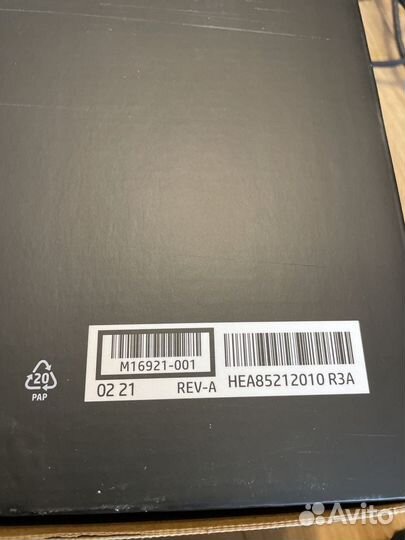 M16921-001
02 21 REV-A HEA85212010 R3A
20
PAP
Avito